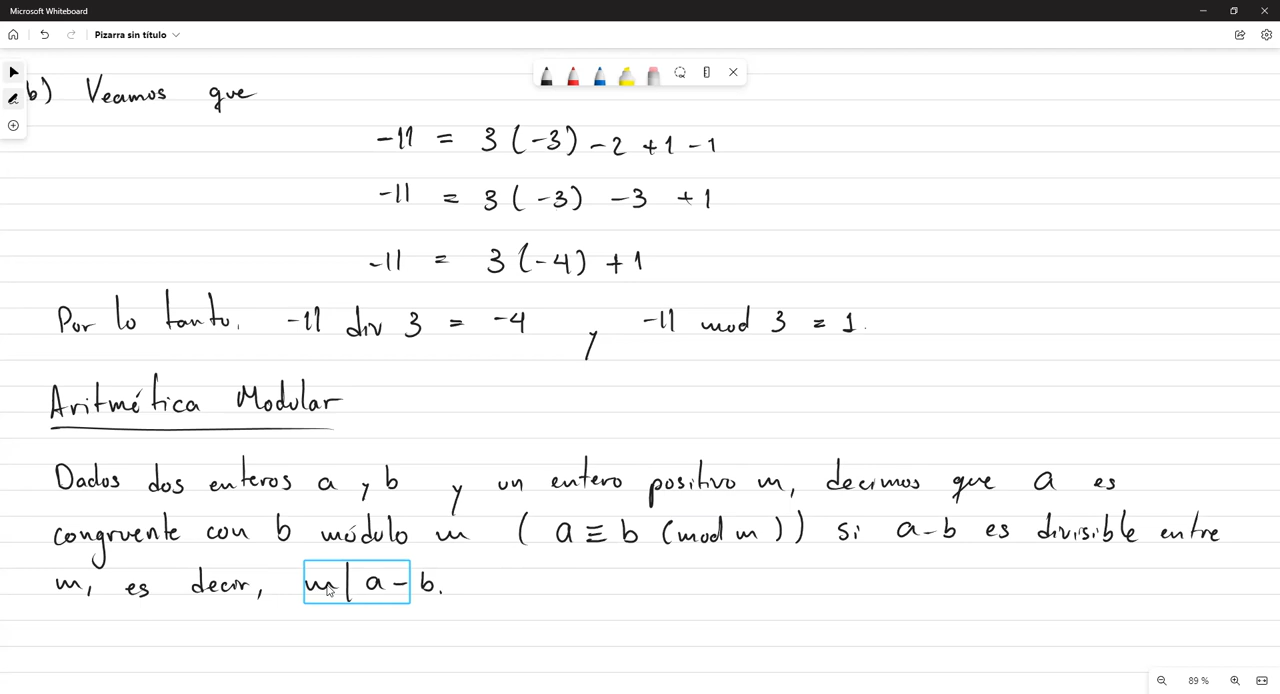 Microsoft Whiteboard
Pizarra sin título
b) Veamos que
-11 = 3 (-3) - 2 + 1 - 1
-11 = 3 (-3) - 3 + 1
-11 = 3 (-4) + 1
Por lo tanto. -11 div 3 = -4 y -11 mod 3 = 1.
Aritmética Modular
Dados dos enteros a y b y un entero positivo m, decimos que a es
congruente con b módulo m ( a ≡ b (mod m)) si a-b es divisible entre
m, es decir, m | a - b.
89 %